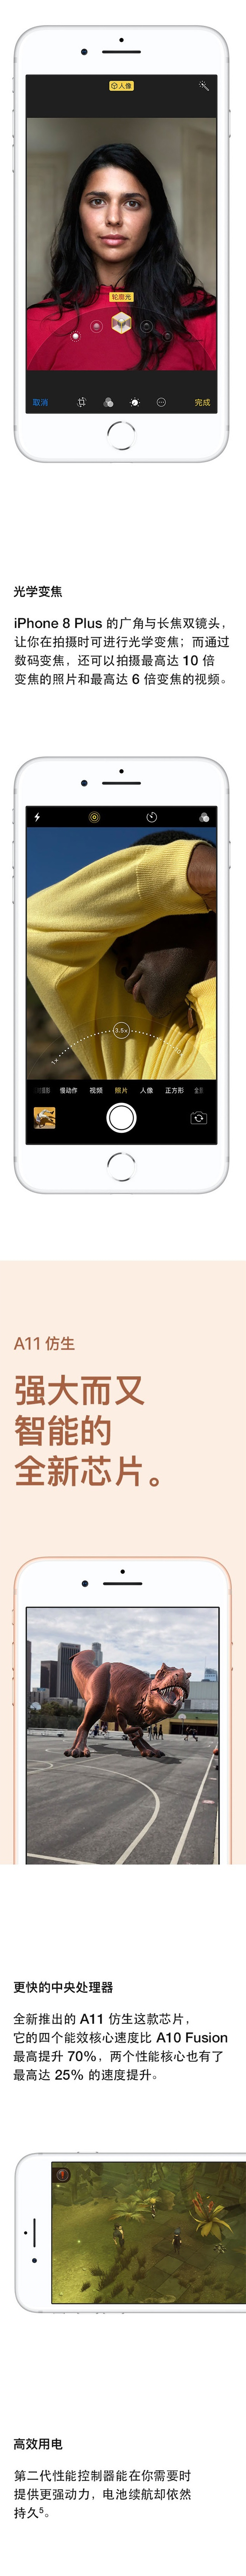 人像
轮廓光
取消
完成
光学变焦
iPhone 8 Plus 的广角与长焦双镜头，
让你在拍摄时可进行光学变焦；而通过
数码变焦，还可以拍摄最高达 10 倍
变焦的照片和最高达 6 倍变焦的视频。
3.5x
1x
慢动作 视频 照片 人像 正方形
A11 仿生
强大而又
智能的
全新芯片。
更快的中央处理器
全新推出的 A11 仿生这款芯片，
它的四个能效核心速度比 A10 Fusion
最高提升 70%，两个性能核心也有了
最高达 25% 的速度提升。
高效用电
第二代性能控制器能在你需要时
提供更强动力，电池续航却依然
持久5。